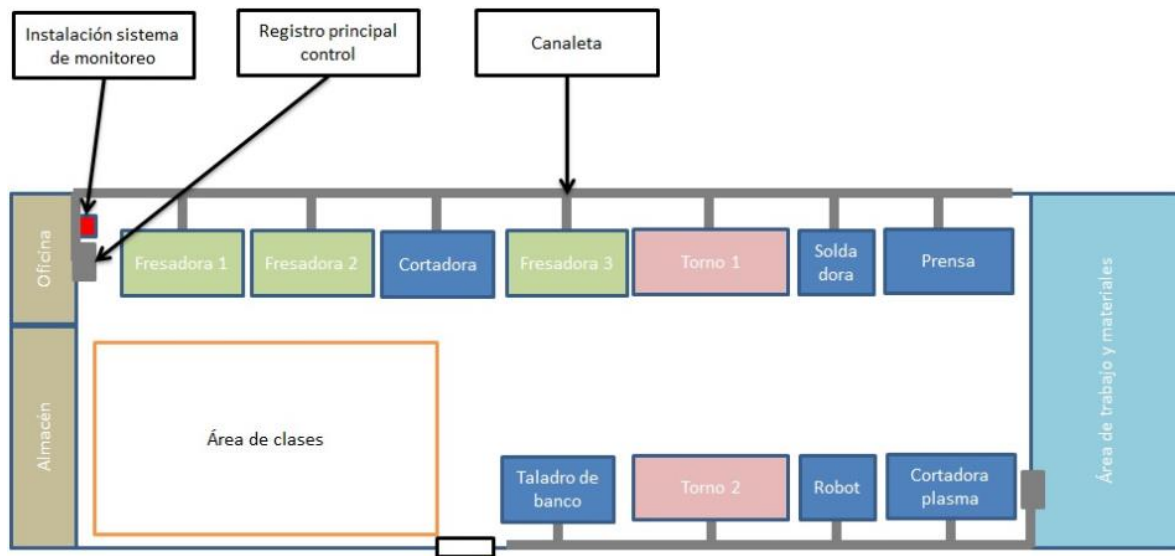 Instalación sistema
de monitoreo
Registro principal
control
Canaleta
Oficina
Fresadora 1
Fresadora 2
Cortadora
Fresadora 3
Torno 1
Solda
dora
Prensa
Área de trabajo y materiales
Almacén
Área de clases
Taladro de
banco
Torno 2
Robot
Cortadora
plasma